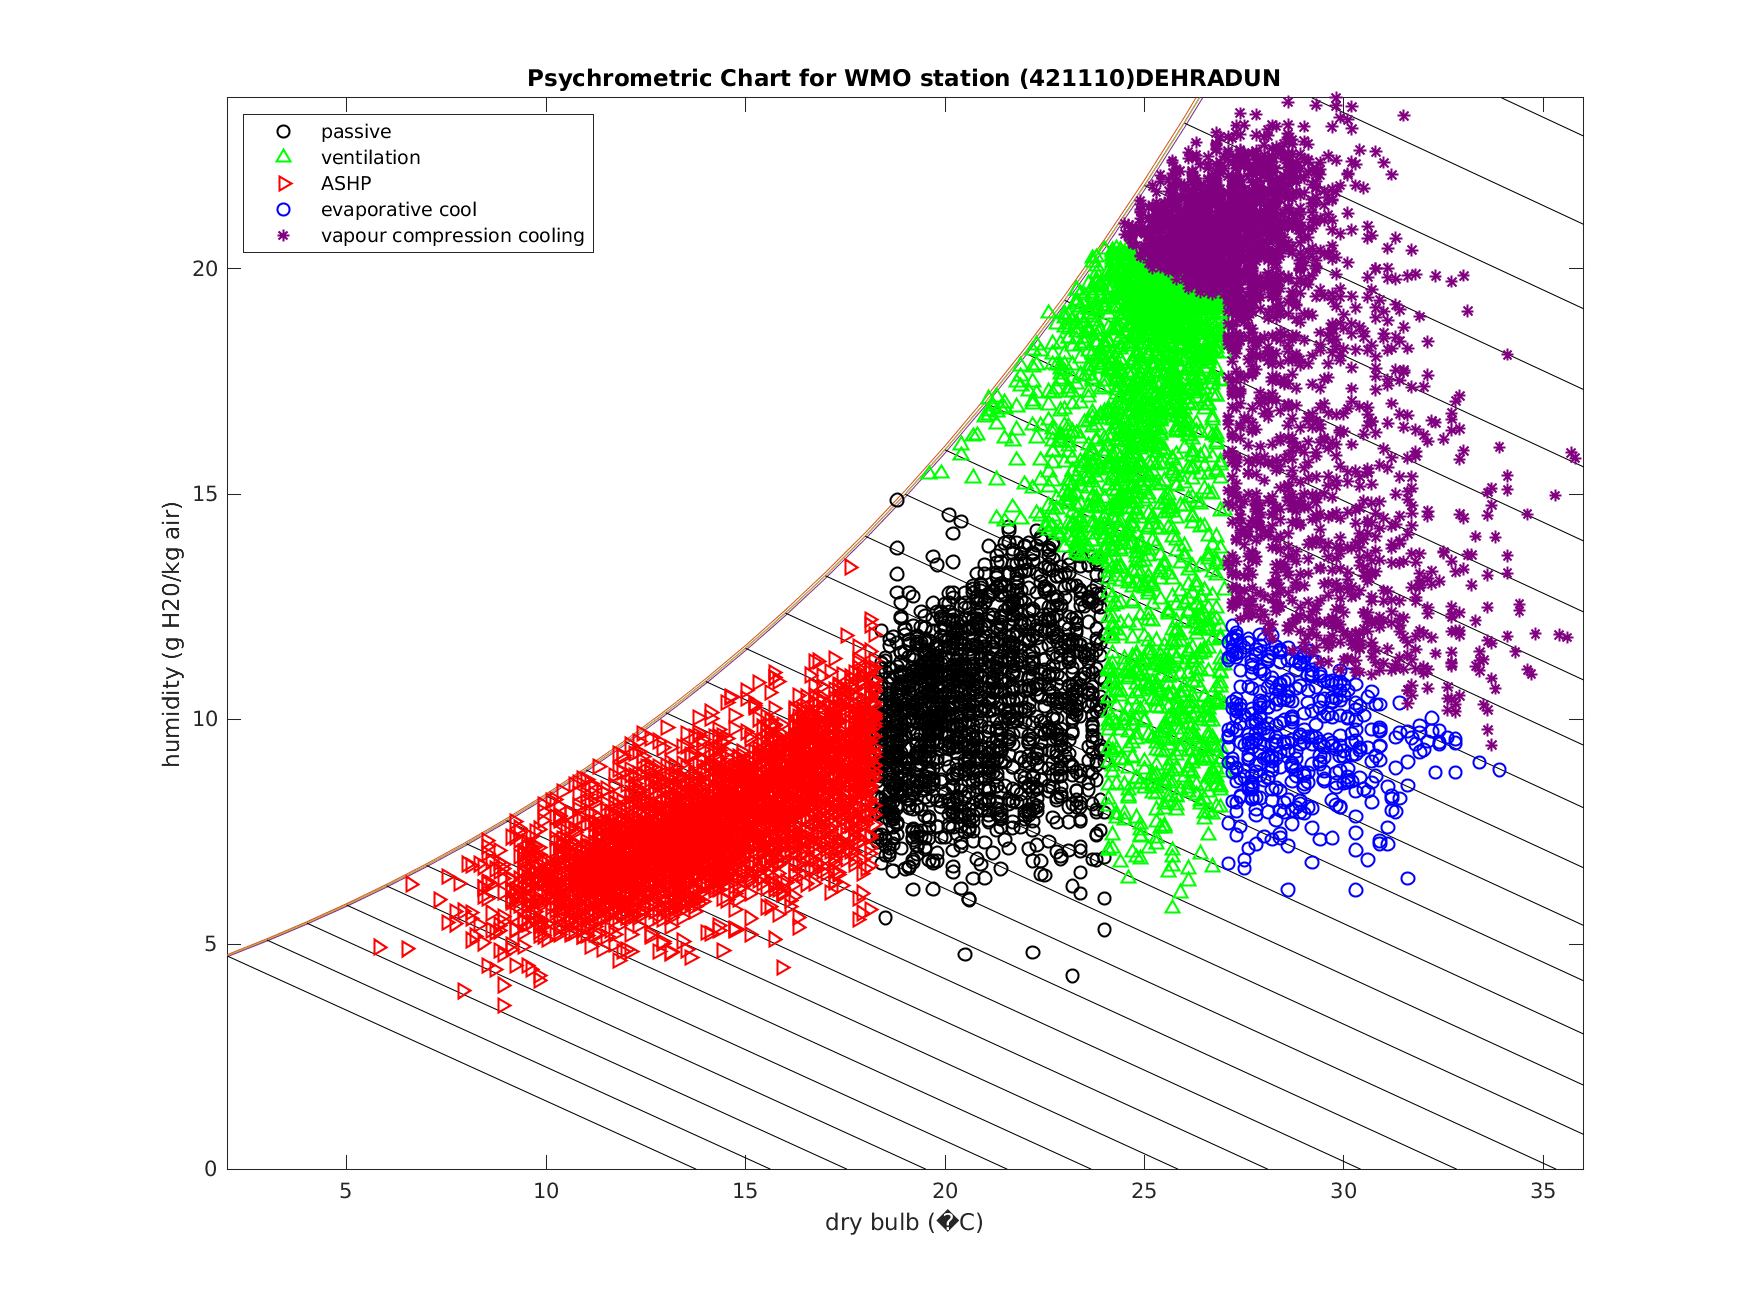 Psychrometric Chart for WMO station (421110)DEHRADUN
passive
ventilation
ASHP
evaporative cool
vapour compression cooling
humidity (g H20/kg air)
20
15
10
5
0
5 10 15 20 25 30 35
dry bulb (�C)